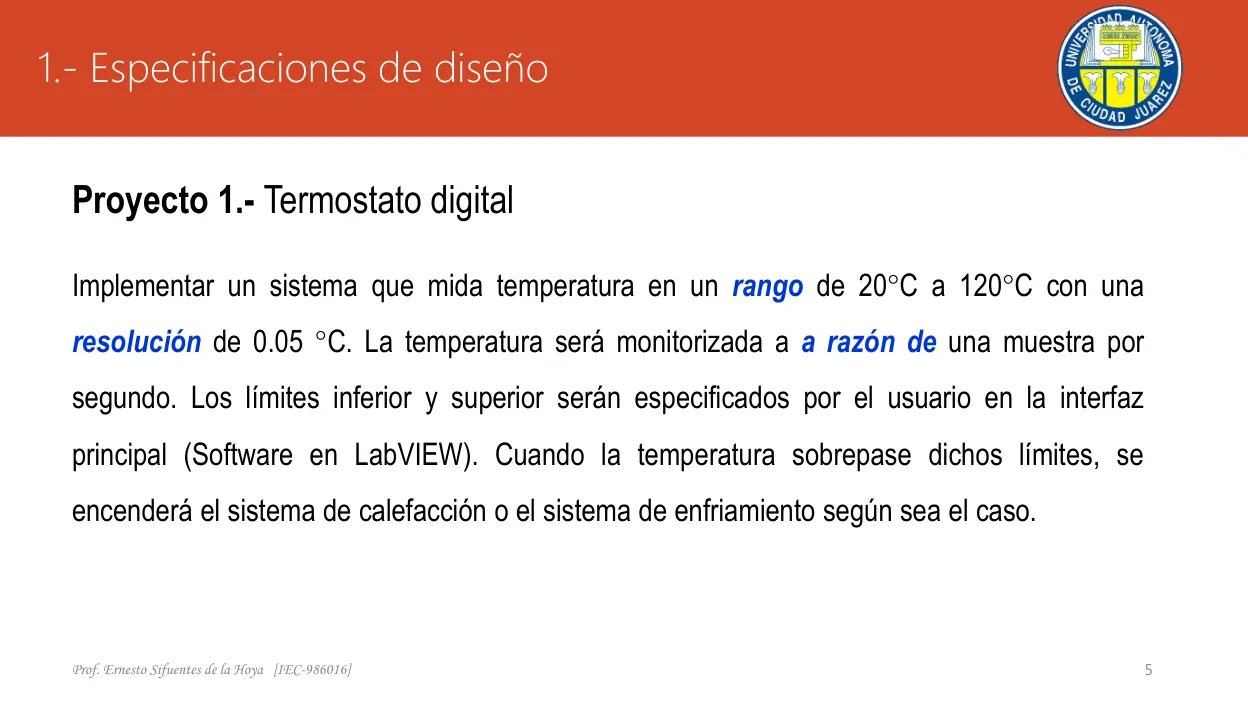 1.- Especificaciones de diseño
UNIVERSIDAD AUTONOMA
DE CIUDAD JUAREZ
Proyecto 1.- Termostato digital
Implementar un sistema que mida temperatura en un rango de 20°C a 120°C con una
resolución de 0.05 °C. La temperatura será monitorizada a a razón de una muestra por
segundo. Los límites inferior y superior serán especificados por el usuario en la interfaz
principal (Software en LabVIEW). Cuando la temperatura sobrepase dichos límites, se
encenderá el sistema de calefacción o el sistema de enfriamiento según sea el caso.
Prof. Ernesto Sifuentes de la Hoya [IEC-986016]
5